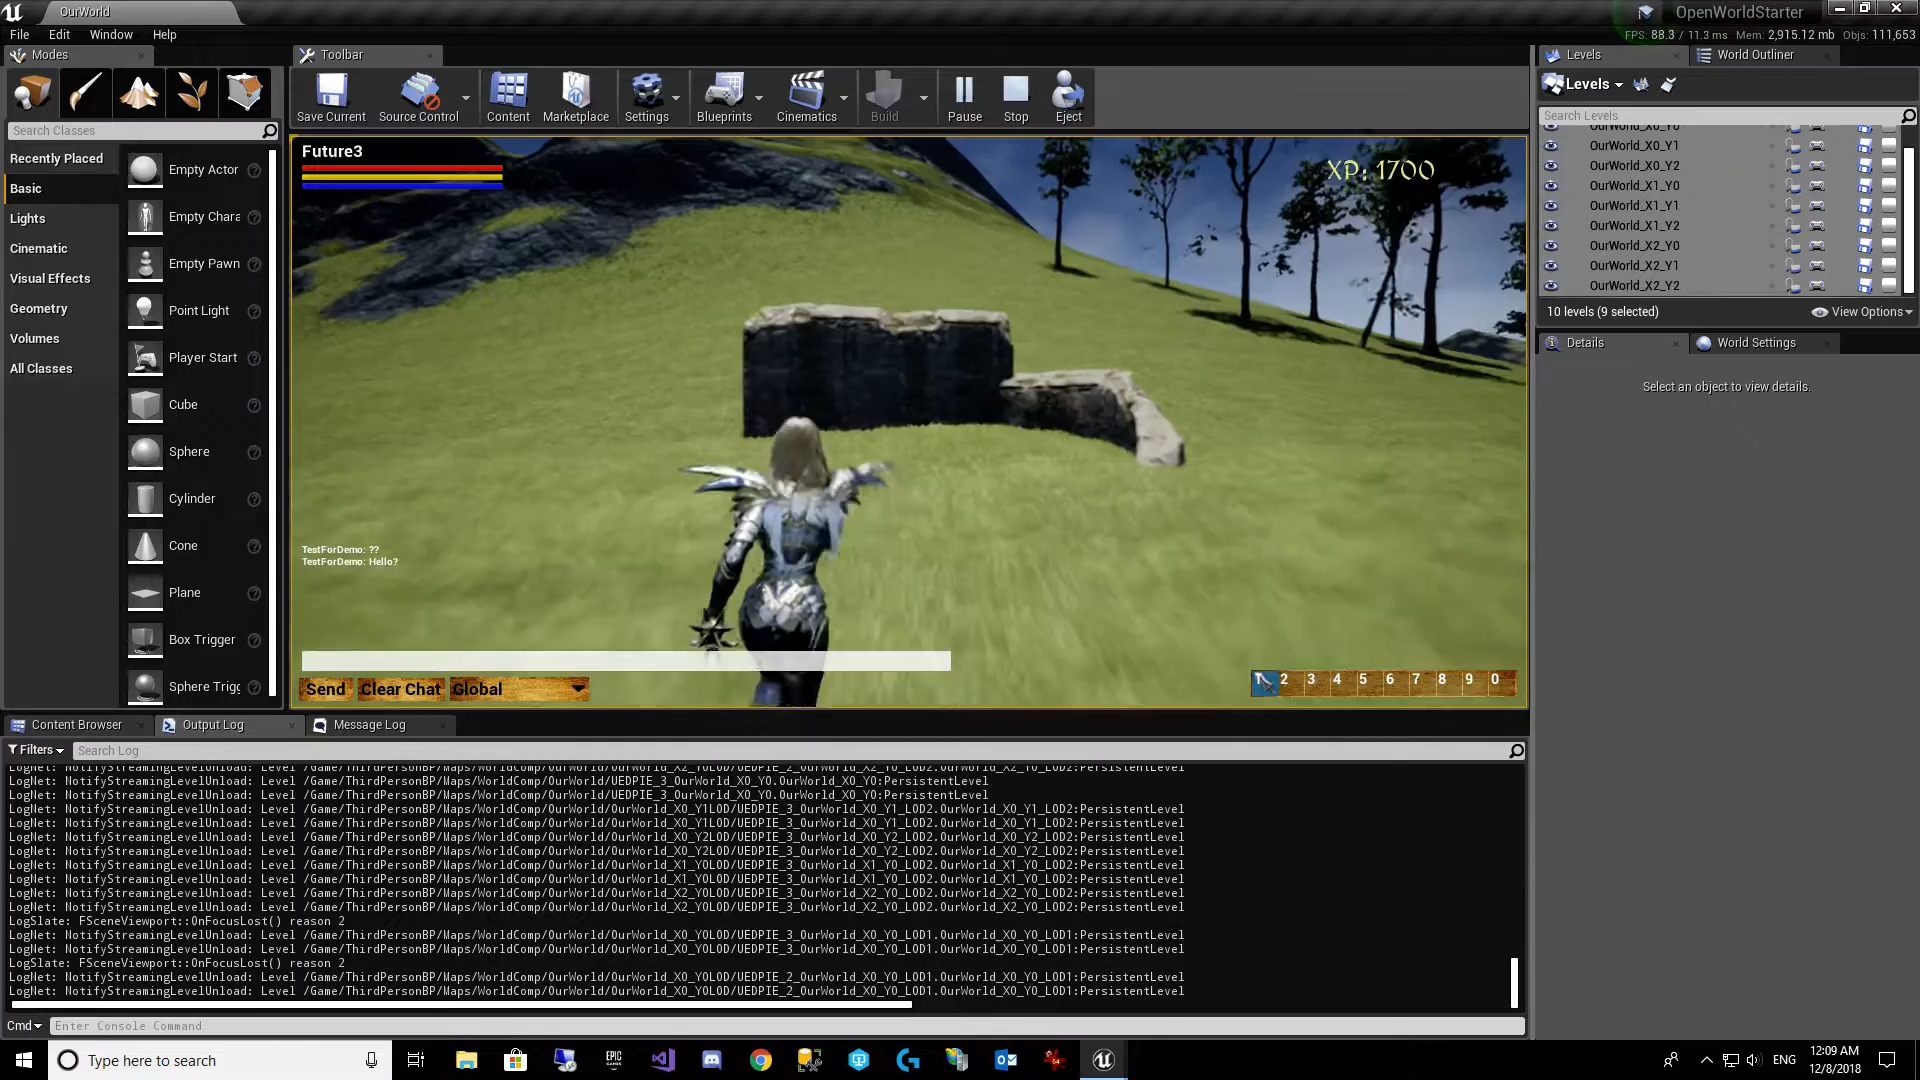 OurWorld
OpenWorldStarter
FPS: 88.3 / 11.3 ms Mem: 2,915.12 mb Objs: 111,653
File Edit Window Help
Modes
Toolbar
Levels
World Outliner
Save Current
Source Control
Content
Marketplace
Settings
Blueprints
Cinematics
Build
Pause
Stop
Eject
Levels
Search Classes
Search Levels
Recently Placed
Basic
Lights
Cinematic
Visual Effects
Geometry
Volumes
All Classes
Empty Actor
Empty Chara
Empty Pawn
Point Light
Player Start
Cube
Sphere
Cylinder
Cone
Plane
Box Trigger
Sphere Trigg
Future3
XP: 1700
TestForDemo: ??
TestForDemo: Hello?
Send
Clear Chat
Global
1 2 3 4 5 6 7 8 9 0
OurWorld_X0_Y0
OurWorld_X0_Y1
OurWorld_X0_Y2
OurWorld_X1_Y0
OurWorld_X1_Y1
OurWorld_X1_Y2
OurWorld_X2_Y0
OurWorld_X2_Y1
OurWorld_X2_Y2
10 levels (9 selected)
View Options
Details
World Settings
Select an object to view details.
Content Browser
Output Log
Message Log
Filters
Search Log
LogNet: NotifyStreamingLevelUnload: Level /Game/ThirdPersonBP/Maps/WorldComp/OurWorld/OurWorld_X2_Y2LOD/UEDPIE_2_OurWorld_X2_Y2_LOD2.OurWorld_X2_Y2_LOD2:PersistentLevel
LogNet: NotifyStreamingLevelUnload: Level /Game/ThirdPersonBP/Maps/WorldComp/OurWorld/UEDPIE_3_OurWorld_X0_Y0.OurWorld_X0_Y0:PersistentLevel
LogNet: NotifyStreamingLevelUnload: Level /Game/ThirdPersonBP/Maps/WorldComp/OurWorld/UEDPIE_3_OurWorld_X0_Y0.OurWorld_X0_Y0:PersistentLevel
LogNet: NotifyStreamingLevelUnload: Level /Game/ThirdPersonBP/Maps/WorldComp/OurWorld/OurWorld_X0_Y1LOD/UEDPIE_3_OurWorld_X0_Y1_LOD2.OurWorld_X0_Y1_LOD2:PersistentLevel
LogNet: NotifyStreamingLevelUnload: Level /Game/ThirdPersonBP/Maps/WorldComp/OurWorld/OurWorld_X0_Y1LOD/UEDPIE_3_OurWorld_X0_Y1_LOD2.OurWorld_X0_Y1_LOD2:PersistentLevel
LogNet: NotifyStreamingLevelUnload: Level /Game/ThirdPersonBP/Maps/WorldComp/OurWorld/OurWorld_X0_Y2LOD/UEDPIE_3_OurWorld_X0_Y2_LOD2.OurWorld_X0_Y2_LOD2:PersistentLevel
LogNet: NotifyStreamingLevelUnload: Level /Game/ThirdPersonBP/Maps/WorldComp/OurWorld/OurWorld_X0_Y2LOD/UEDPIE_3_OurWorld_X0_Y2_LOD2.OurWorld_X0_Y2_LOD2:PersistentLevel
LogNet: NotifyStreamingLevelUnload: Level /Game/ThirdPersonBP/Maps/WorldComp/OurWorld/OurWorld_X1_Y0LOD/UEDPIE_3_OurWorld_X1_Y0_LOD2.OurWorld_X1_Y0_LOD2:PersistentLevel
LogNet: NotifyStreamingLevelUnload: Level /Game/ThirdPersonBP/Maps/WorldComp/OurWorld/OurWorld_X1_Y0LOD/UEDPIE_3_OurWorld_X1_Y0_LOD2.OurWorld_X1_Y0_LOD2:PersistentLevel
LogNet: NotifyStreamingLevelUnload: Level /Game/ThirdPersonBP/Maps/WorldComp/OurWorld/OurWorld_X2_Y0LOD/UEDPIE_3_OurWorld_X2_Y0_LOD2.OurWorld_X2_Y0_LOD2:PersistentLevel
LogNet: NotifyStreamingLevelUnload: Level /Game/ThirdPersonBP/Maps/WorldComp/OurWorld/OurWorld_X2_Y0LOD/UEDPIE_3_OurWorld_X2_Y0_LOD2.OurWorld_X2_Y0_LOD2:PersistentLevel
LogSlate: FSceneViewport::OnFocusLost() reason 2
LogNet: NotifyStreamingLevelUnload: Level /Game/ThirdPersonBP/Maps/WorldComp/OurWorld/OurWorld_X0_Y0LOD/UEDPIE_3_OurWorld_X0_Y0_LOD1.OurWorld_X0_Y0_LOD1:PersistentLevel
LogNet: NotifyStreamingLevelUnload: Level /Game/ThirdPersonBP/Maps/WorldComp/OurWorld/OurWorld_X0_Y0LOD/UEDPIE_3_OurWorld_X0_Y0_LOD1.OurWorld_X0_Y0_LOD1:PersistentLevel
LogSlate: FSceneViewport::OnFocusLost() reason 2
LogNet: NotifyStreamingLevelUnload: Level /Game/ThirdPersonBP/Maps/WorldComp/OurWorld/OurWorld_X0_Y0LOD/UEDPIE_2_OurWorld_X0_Y0_LOD1.OurWorld_X0_Y0_LOD1:PersistentLevel
LogNet: NotifyStreamingLevelUnload: Level /Game/ThirdPersonBP/Maps/WorldComp/OurWorld/OurWorld_X0_Y0LOD/UEDPIE_2_OurWorld_X0_Y0_LOD1.OurWorld_X0_Y0_LOD1:PersistentLevel
Cmd
Enter Console Command
Type here to search
EPIC
ENG
12:09 AM
12/8/2018